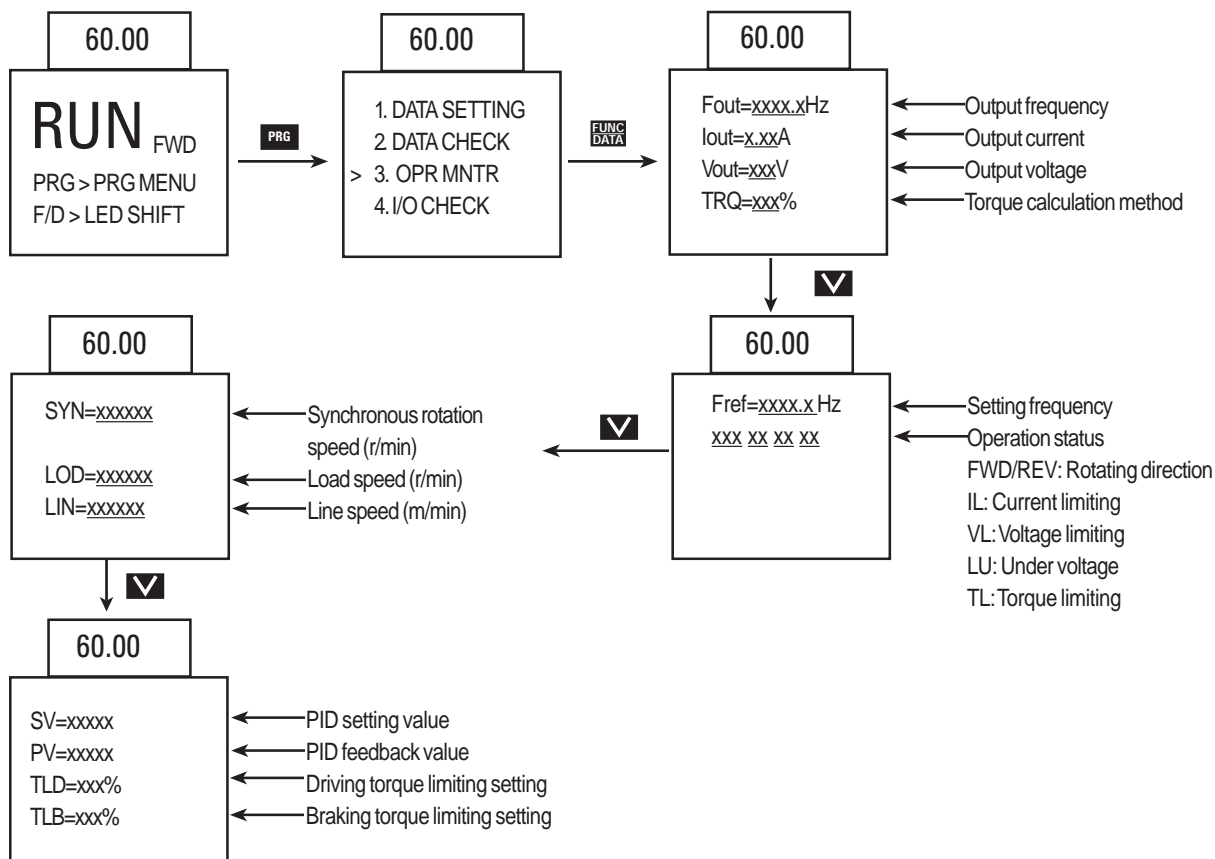 60.00
RUN FWD
PRG > PRG MENU
F/D > LED SHIFT
PRG
60.00
1. DATA SETTING
2 DATA CHECK
> 3. OPR MNTR
4. I/O CHECK
FUNC
DATA
60.00
Fout=xxxx.xHz
Iout=x.xxA
Vout=xxxV
TRQ=xxx%
Output frequency
Output current
Output voltage
Torque calculation method
60.00
Fref=xxxx.x Hz
xxx xx xx xx
Setting frequency
Operation status
FWD/REV: Rotating direction
IL: Current limiting
VL: Voltage limiting
LU: Under voltage
TL: Torque limiting
60.00
SYN=xxxxxx
LOD=xxxxxx
LIN=xxxxxx
Synchronous rotation
speed (r/min)
Load speed (r/min)
Line speed (m/min)
60.00
SV=xxxxx
PV=xxxxx
TLD=xxx%
TLB=xxx%
PID setting value
PID feedback value
Driving torque limiting setting
Braking torque limiting setting